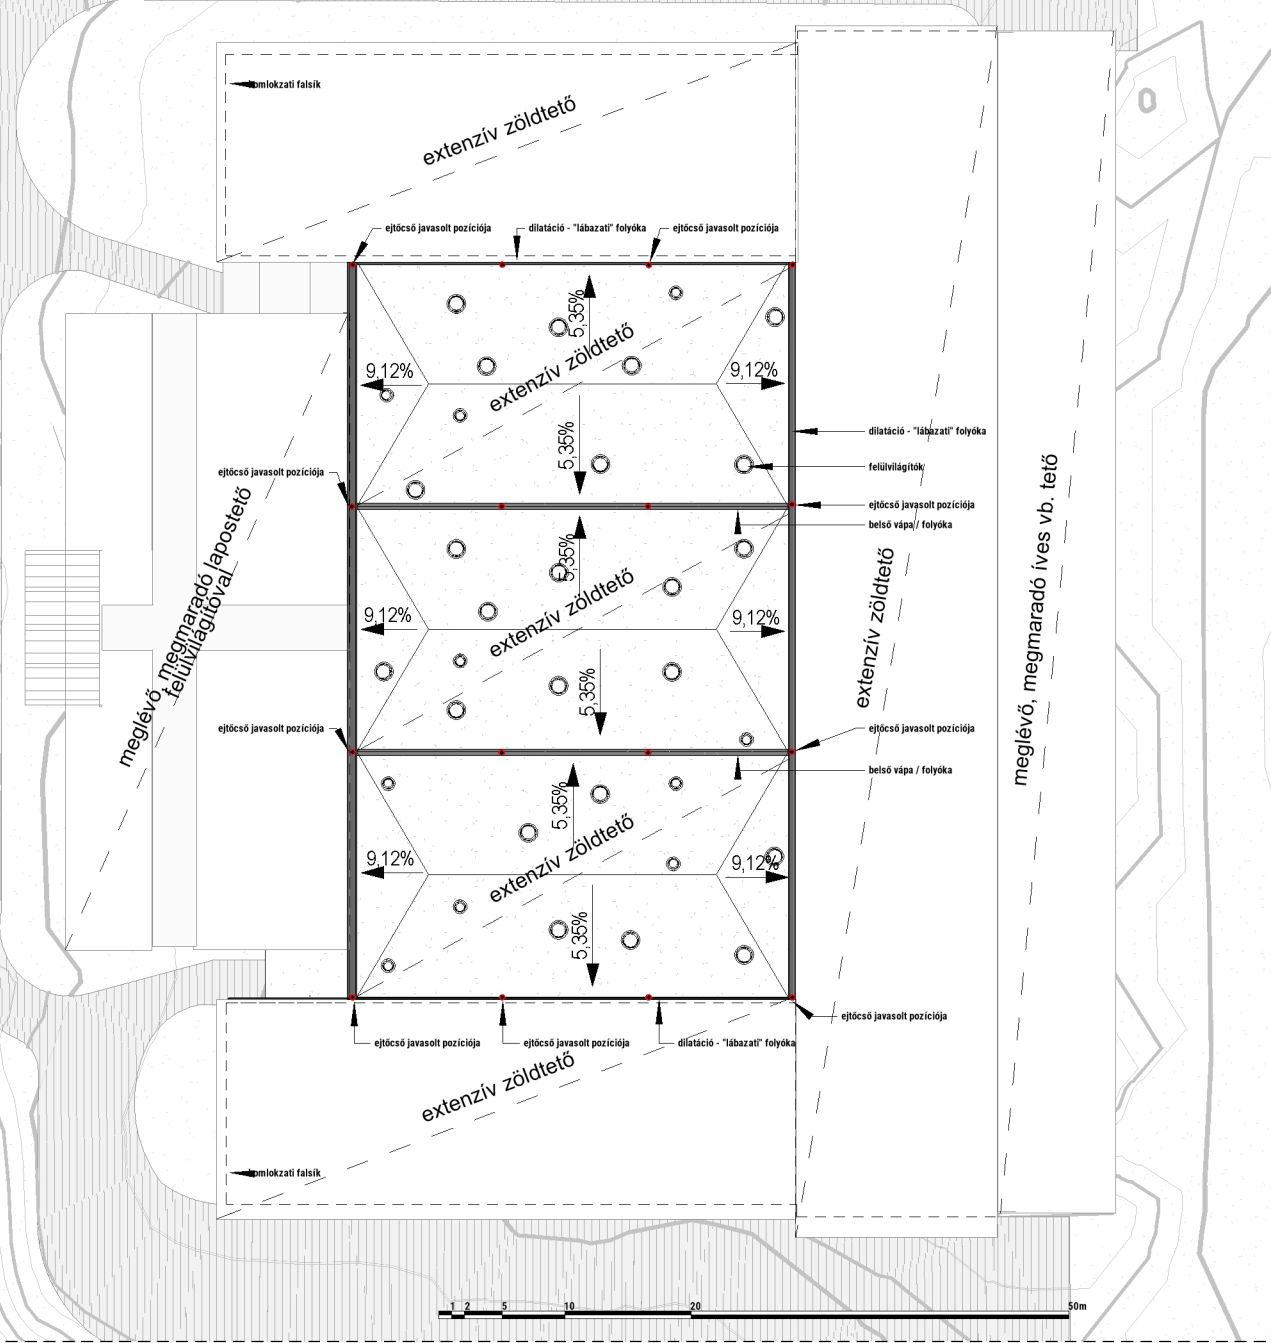 homlokzati falsík
extenzív zöldtető
ejtőcső javasolt pozíciója
dilatáció - "lábazati" folyóka
ejtőcső javasolt pozíciója
5,35%
extenzív zöldtető
9,12%
9,12%
5,35%
dilatáció - "lábazati" folyóka
felülvilágítók
ejtőcső javasolt pozíciója
ejtőcső javasolt pozíciója
belső vápa / folyóka
meglévő, megmaradó lapostető
felülvilágítóval
5,35%
extenzív zöldtető
9,12%
9,12%
5,35%
extenzív zöldtető
meglévő, megmaradó íves vb. tető
ejtőcső javasolt pozíciója
ejtőcső javasolt pozíciója
belső vápa / folyóka
5,35%
extenzív zöldtető
9,12%
9,12%
5,35%
ejtőcső javasolt pozíciója
ejtőcső javasolt pozíciója
ejtőcső javasolt pozíciója
dilatáció - "lábazati" folyóka
extenzív zöldtető
homlokzati falsík
1 2 5 10 20 50m